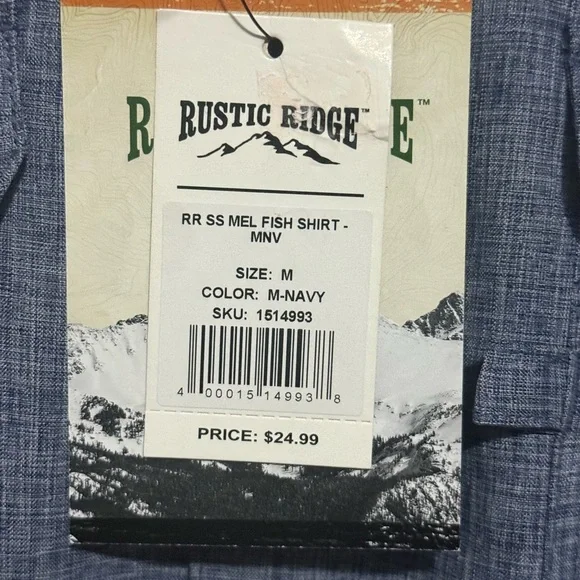 RUSTIC RIDGE™
R E™
RR SS MEL FISH SHIRT -
MNV
SIZE: M
COLOR: M-NAVY
SKU: 1514993
4 00015 14993 8
PRICE: $24.99